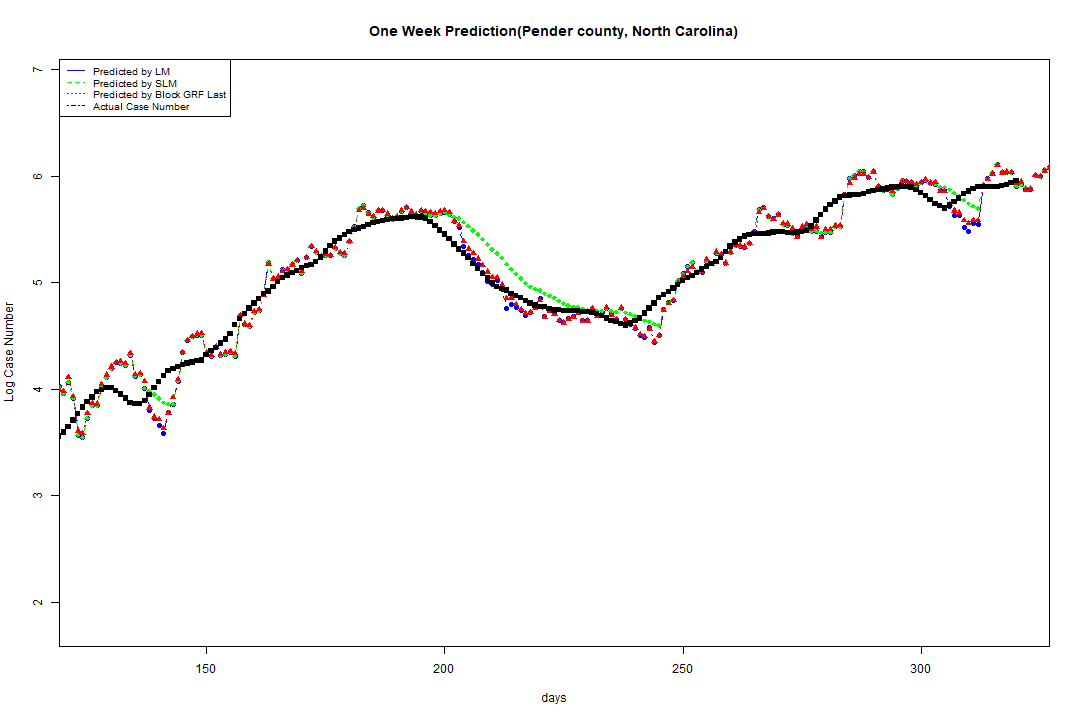 One Week Prediction(Pender county, North Carolina)
Predicted by LM
Predicted by SLM
Predicted by Block GRF Last
Actual Case Number
7
6
5
4
3
2
Log Case Number
150
200
250
300
days